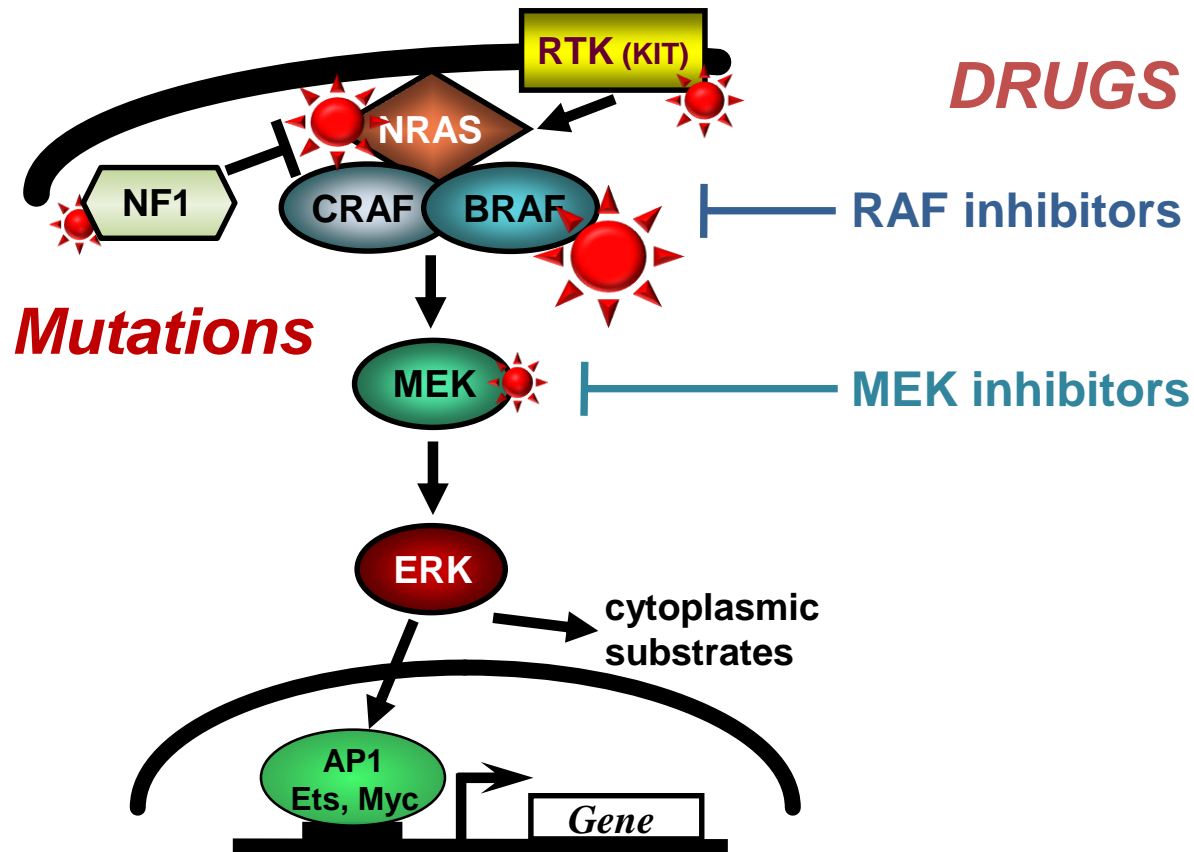 RTK (KIT)
DRUGS
NRAS
NF1
CRAF
BRAF
RAF inhibitors
Mutations
MEK
MEK inhibitors
ERK
cytoplasmic
substrates
AP1
Ets, Myc
Gene